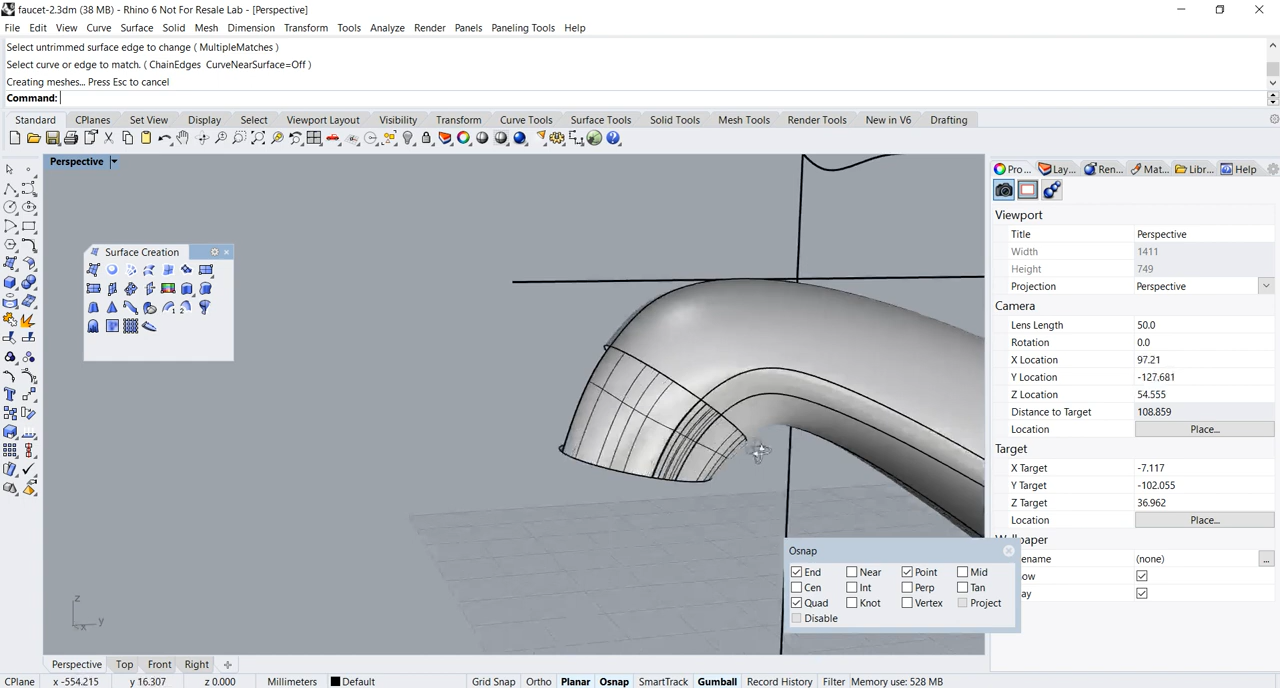 faucet-2.3dm (38 MB) - Rhino 6 Not For Resale Lab - [Perspective]
File Edit View Curve Surface Solid Mesh Dimension Transform Tools Analyze Render Panels Paneling Tools Help
Select untrimmed surface edge to change ( MultipleMatches )
Select curve or edge to match. ( ChainEdges CurveNearSurface=Off )
Creating meshes... Press Esc to cancel
Command:
Standard CPlanes Set View Display Select Viewport Layout Visibility Transform Curve Tools Surface Tools Solid Tools Mesh Tools Render Tools New in V6 Drafting
Perspective
Pro... Lay... Ren... Mat... Libr... Help
Viewport
Title Perspective
Width 1411
Height 749
Projection Perspective
Camera
Lens Length 50.0
Rotation 0.0
X Location 97.21
Y Location -127.681
Z Location 54.555
Distance to Target 108.859
Location Place...
Target
X Target -7.117
Y Target -102.055
Z Target 36.962
Location Place...
Surface Creation
1 2
Osnap
End Near Point Mid
Cen Int Perp Tan
Quad Knot Vertex Project
Disable
(none) ...
z
x y
Perspective Top Front Right
CPlane x -554.215 y 16.307 z 0.000 Millimeters Default Grid Snap Ortho Planar Osnap SmartTrack Gumball Record History Filter Memory use: 528 MB